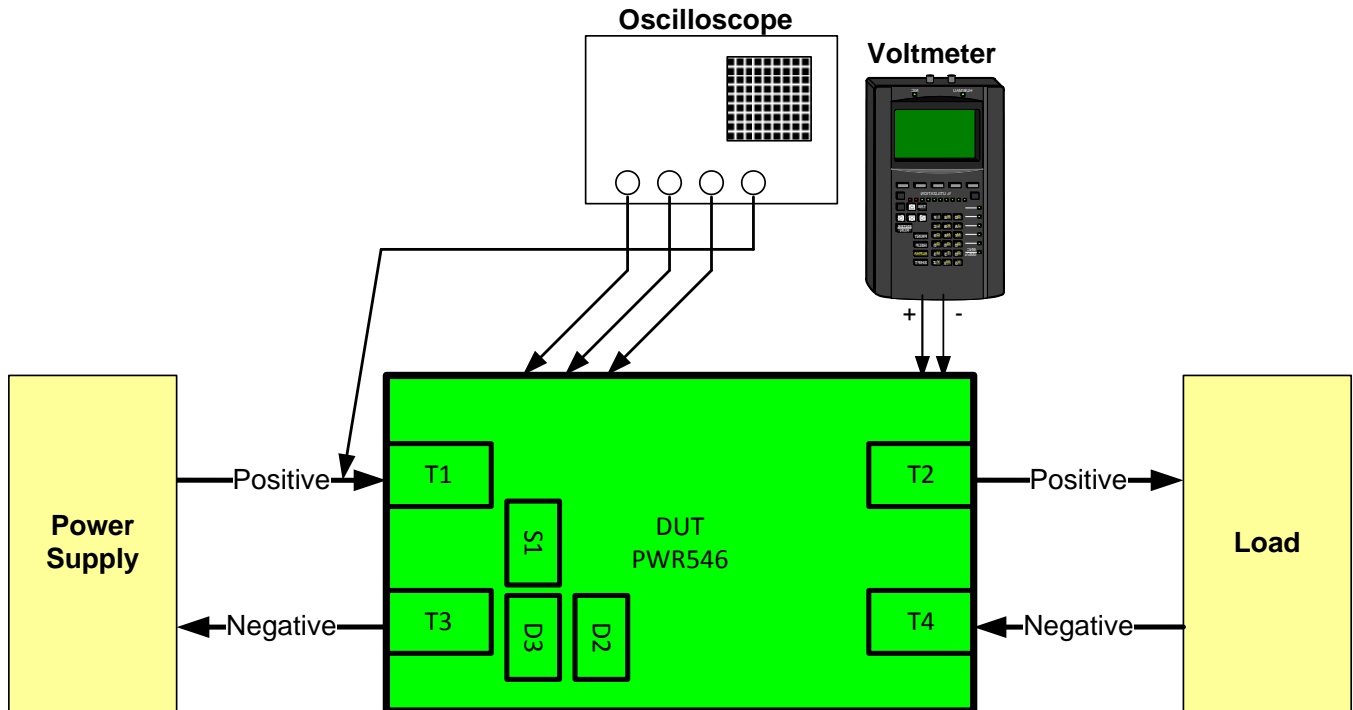 Oscilloscope
Voltmeter
+ -
Power
Supply
Positive
Negative
T1
T3
S1
D3
D2
DUT
PWR546
T2
T4
Positive
Negative
Load